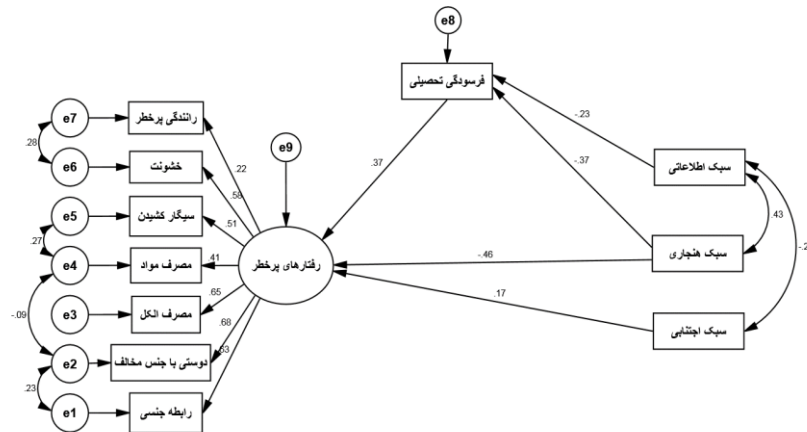 e8
فرسودگی تحصیلی
e7
رانندگی پرخطر
e9
-.23
.28
.22
-.37
e6
خشونت
.37
سبک اطلاعاتی
.58
e5
سیگار کشیدن
.51
.43
.27
-.2
e4
مصرف مواد
.41
رفتارهای پرخطر
-.46
سبک هنجاری
.65
.17
e3
مصرف الکل
-.09
.68
سبک اجتنابی
e2
دوستی با جنس مخالف
.23
e1
رابطه جنسی